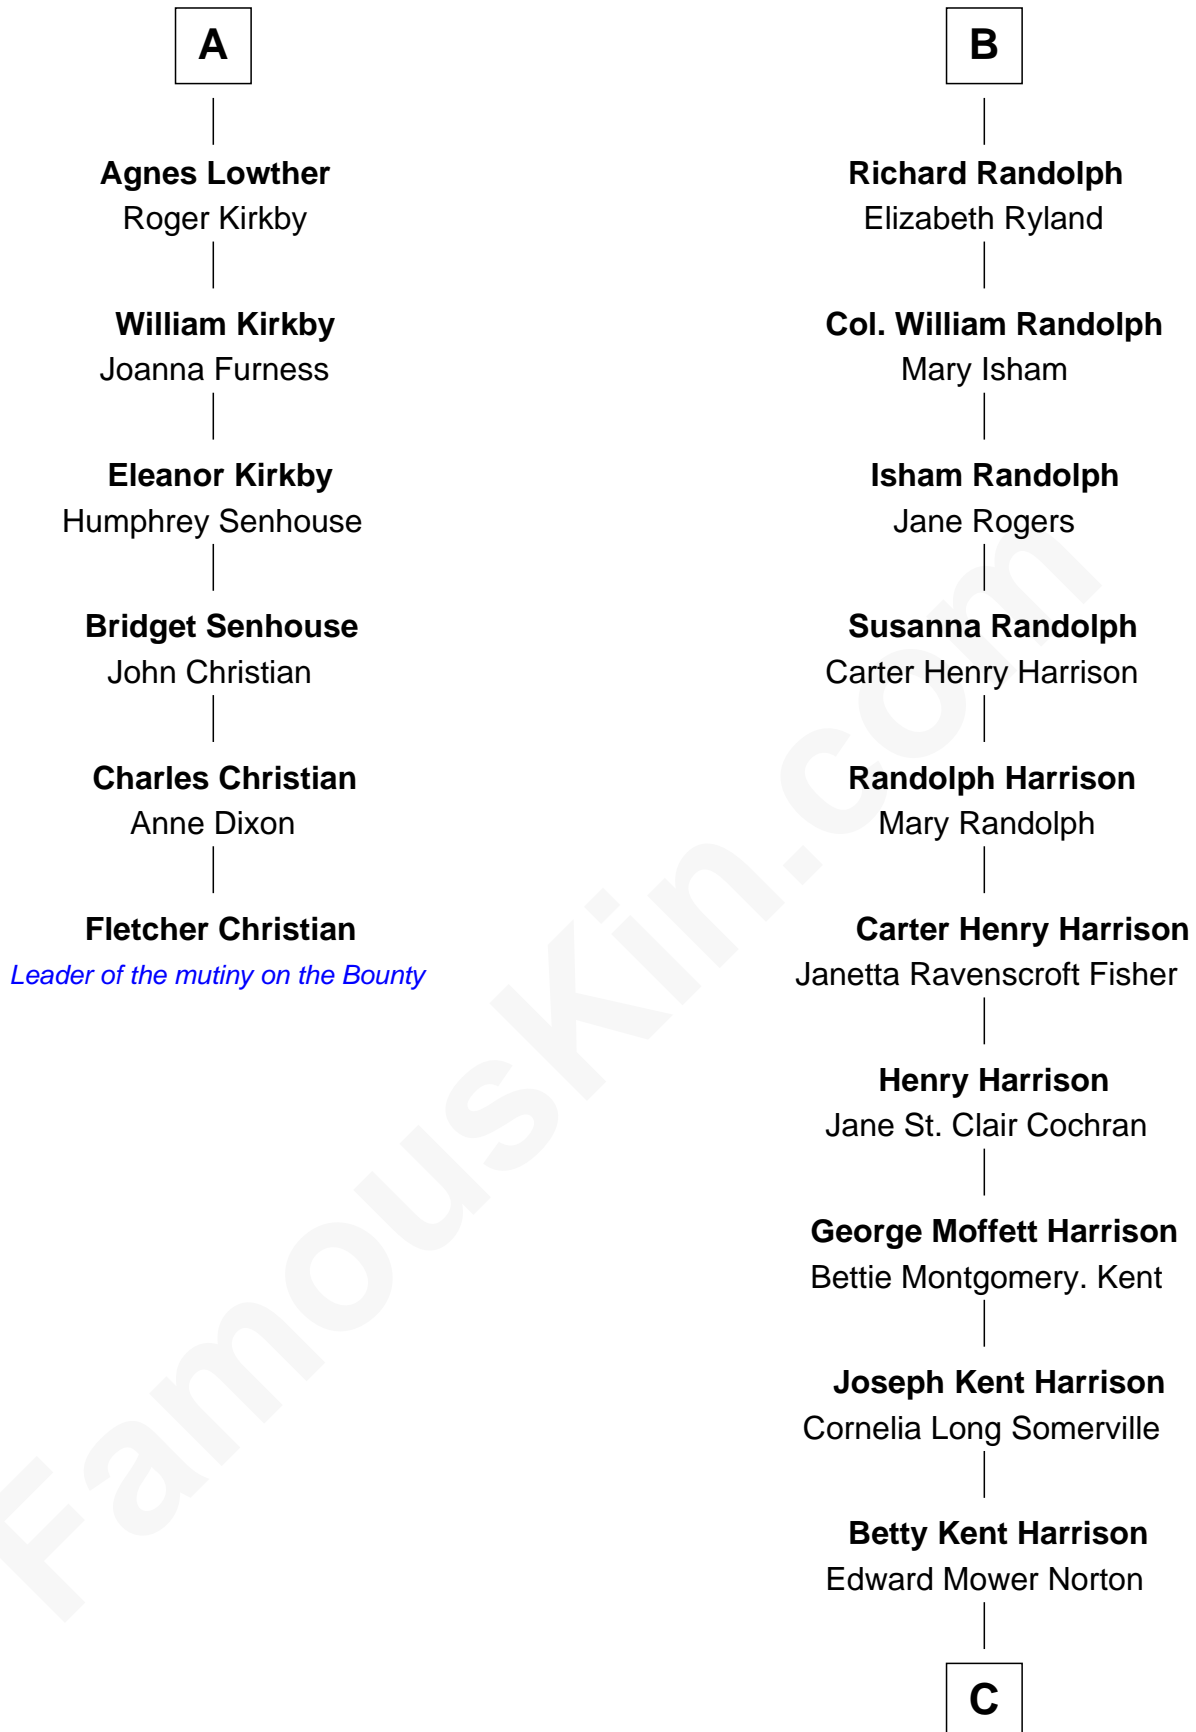 A
Agnes Lowther
Roger Kirkby
William Kirkby
Joanna Furness
Eleanor Kirkby
Humphrey Senhouse
Bridget Senhouse
John Christian
Charles Christian
Anne Dixon
Fletcher Christian
Leader of the mutiny on the Bounty
B
Richard Randolph
Elizabeth Ryland
Col. William Randolph
Mary Isham
Isham Randolph
Jane Rogers
Susanna Randolph
Carter Henry Harrison
Randolph Harrison
Mary Randolph
Carter Henry Harrison
Janetta Ravenscroft Fisher
Henry Harrison
Jane St. Clair Cochran
George Moffett Harrison
Bettie Montgomery. Kent
Joseph Kent Harrison
Cornelia Long Somerville
Betty Kent Harrison
Edward Mower Norton
C
FamousKin.com